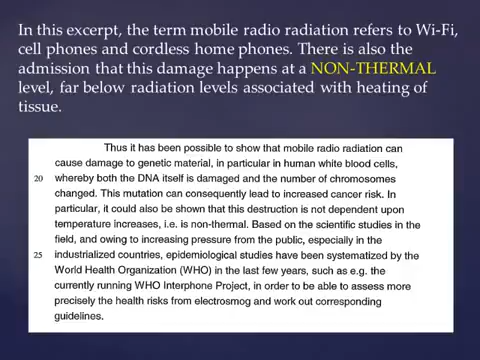 In this excerpt, the term mobile radio radiation refers to Wi-Fi,
cell phones and cordless home phones. There is also the
admission that this damage happens at a NON-THERMAL
level, far below radiation levels associated with heating of
tissue.
Thus it has been possible to show that mobile radio radiation can
cause damage to genetic material, in particular in human white blood cells,
20 whereby both the DNA itself is damaged and the number of chromosomes
changed. This mutation can consequently lead to increased cancer risk. In
particular, it could also be shown that this destruction is not dependent upon
temperature increases, i.e. is non-thermal. Based on the scientific studies in the
field, and owing to increasing pressure from the public, especially in the
25 industrialized countries, epidemiological studies have been systematized by the
World Health Organization (WHO) in the last few years, such as e.g. the
currently running WHO Interphone Project, in order to be able to assess more
precisely the health risks from electrosmog and work out corresponding
guidelines.